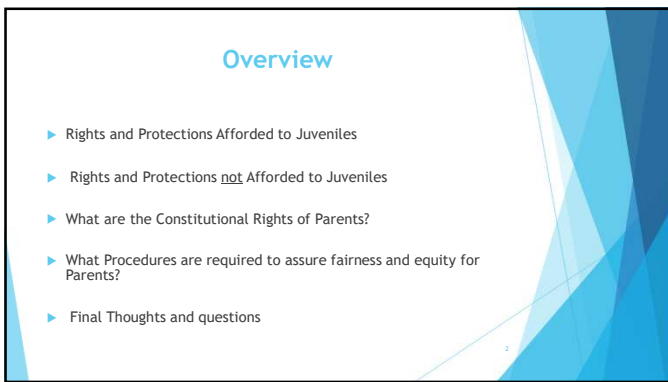 Overview
▶ Rights and Protections Afforded to Juveniles
▶ Rights and Protections not Afforded to Juveniles
▶ What are the Constitutional Rights of Parents?
▶ What Procedures are required to assure fairness and equity for
Parents?
▶ Final Thoughts and questions
2